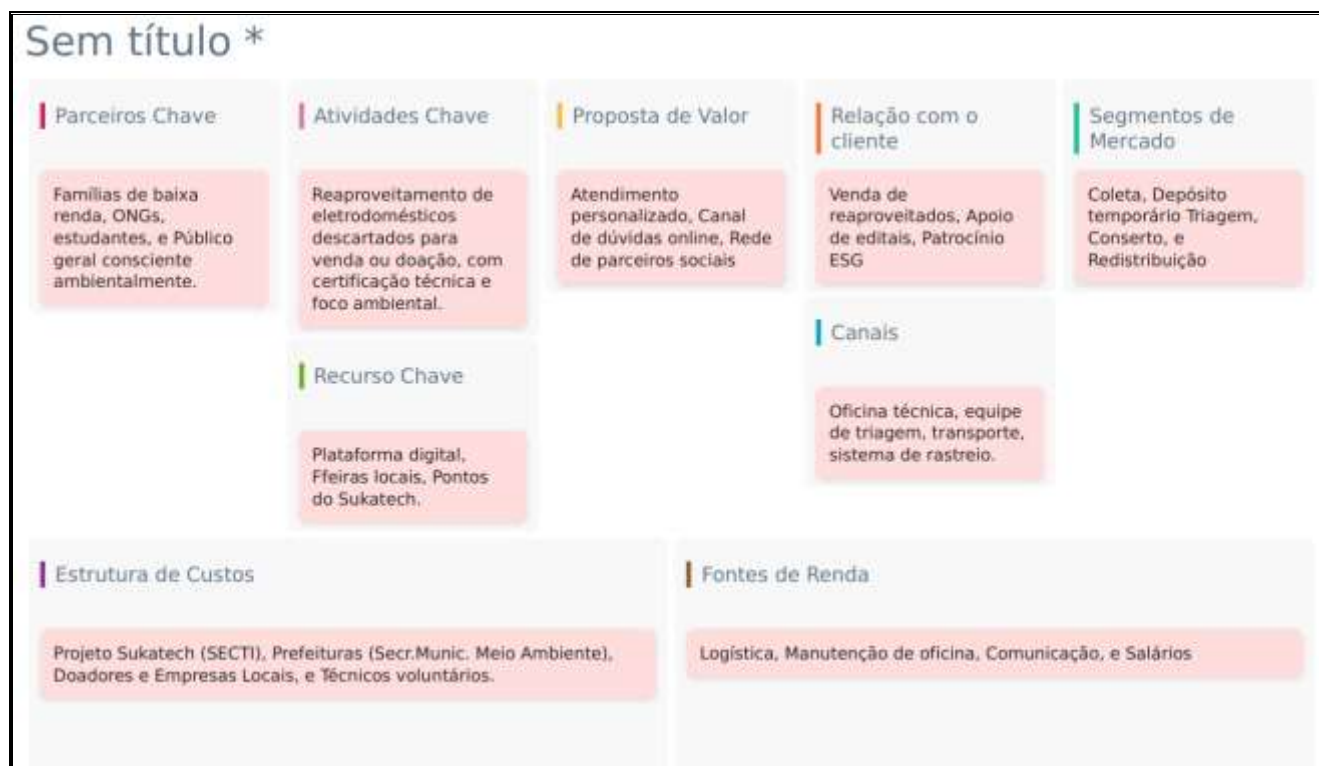 Sem título *
Parceiros Chave
Famílias de baixa
renda, ONGs,
estudantes, e Público
geral consciente
ambientalmente.
Atividades Chave
Reaproveitamento de
eletrodomésticos
descartados para
venda ou doação, com
certificação técnica e
foco ambiental.
Recurso Chave
Plataforma digital,
Ffeiras locais, Pontos
do Sukatech.
Proposta de Valor
Atendimento
personalizado, Canal
de dúvidas online, Rede
de parceiros sociais
Relação com o
cliente
Venda de
reaproveitados, Apoio
de editais, Patrocínio
ESG
Canais
Oficina técnica, equipe
de triagem, transporte,
sistema de rastreio.
Segmentos de
Mercado
Coleta, Depósito
temporário Triagem,
Conserto, e
Redistribuição
Estrutura de Custos
Projeto Sukatech (SECTI), Prefeituras (Secr.Munic. Meio Ambiente),
Doadores e Empresas Locais, e Técnicos voluntários.
Fontes de Renda
Logística, Manutenção de oficina, Comunicação, e Salários